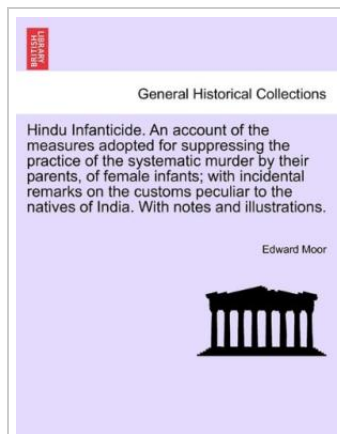 BRITISH
LIBRARY
General Historical Collections
Hindu Infanticide. An account of the
measures adopted for suppressing the
practice of the systematic murder by their
parents, of female infants; with incidental
remarks on the customs peculiar to the
natives of India. With notes and illustrations.
Edward Moor